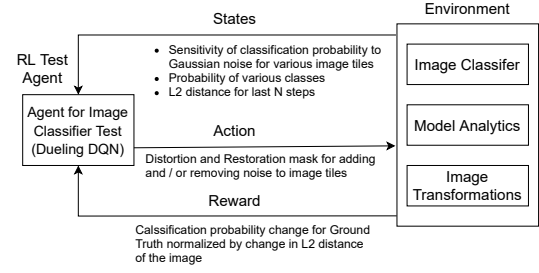 States
Environment
• Sensitivity of classification probability to
Gaussian noise for various image tiles
• Probability of various classes
• L2 distance for last N steps
RL Test
Agent
Agent for Image
Classifier Test
(Dueling DQN)
Image Classifer
Model Analytics
Image
Transformations
Action
Distortion and Restoration mask for adding
and / or removing noise to image tiles
Reward
Calssification probability change for Ground
Truth normalized by change in L2 distance
of the image